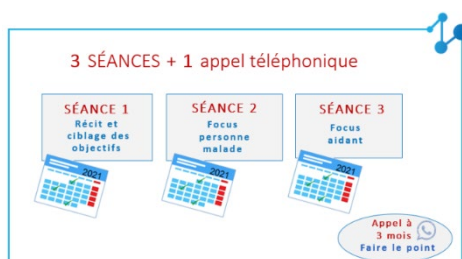 3 SÉANCES + 1 appel téléphonique
SÉANCE 1
Récit et
ciblage des
objectifs
SÉANCE 2
Focus
personne
malade
SÉANCE 3
Focus
aidant
2021
2021
2021
Appel à
3 mois
Faire le point